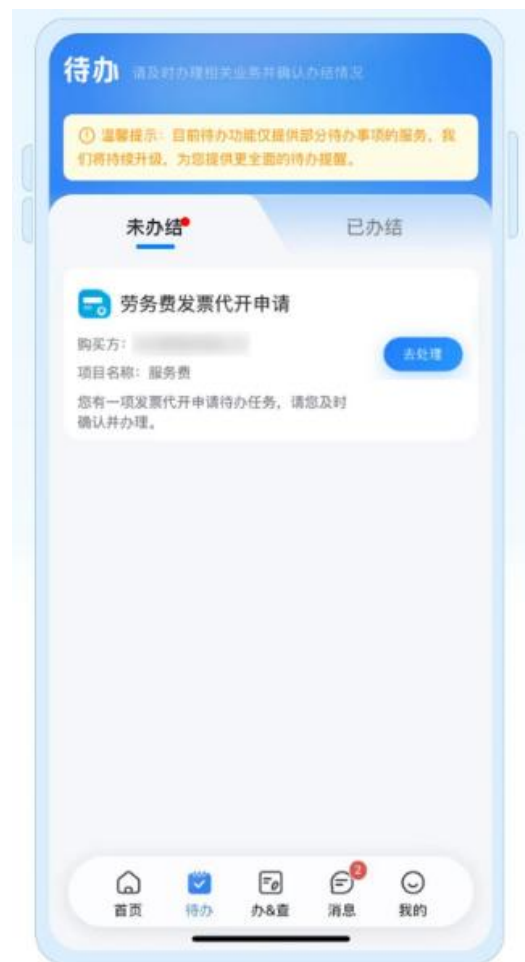 待办 请及时办理相关业务并确认办结情况
温馨提示：目前待办功能仅提供部分待办事项的服务，我
们将持续升级，为您提供更全面的待办提醒。
未办结 已办结
劳务费发票代开申请
购买方：
去处理
项目名称：服务费
您有一项发票代开申请待办任务，请您及时
确认并办理。
2
首页 待办 办&查 消息 我的